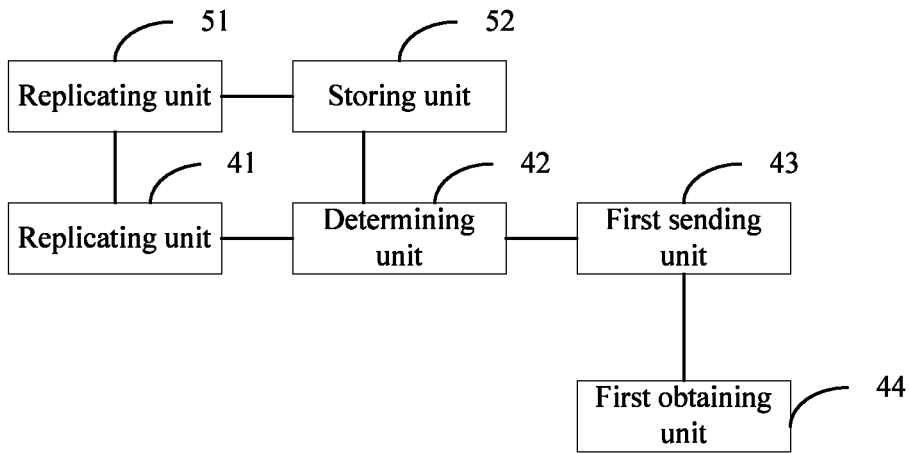 51
52
Replicating unit
Storing unit
41
42
43
Replicating unit
Determining
unit
First sending
unit
First obtaining
unit
44